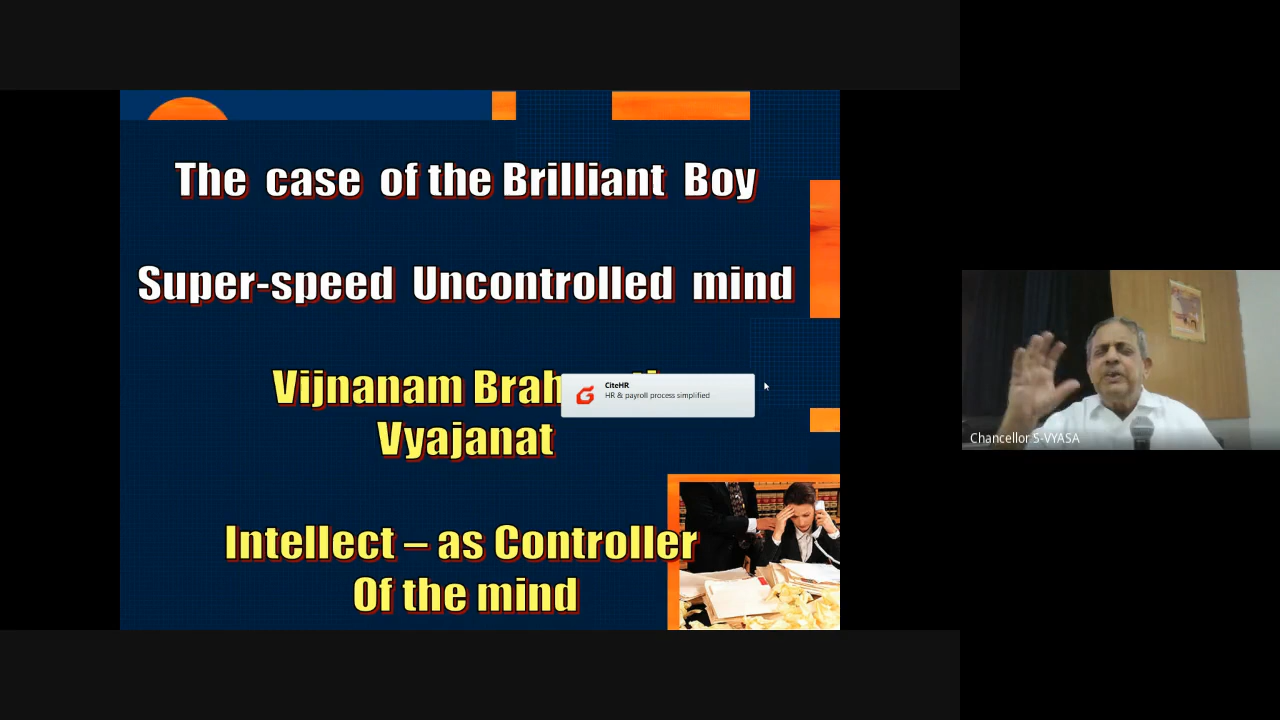 The case of the Brilliant Boy
Super-speed Uncontrolled mind
Vijnanam
Vyajanat
CiteHR
HR & payroll process simplified
Intellect – as Controller
Of the mind
Chancellor S-VYASA